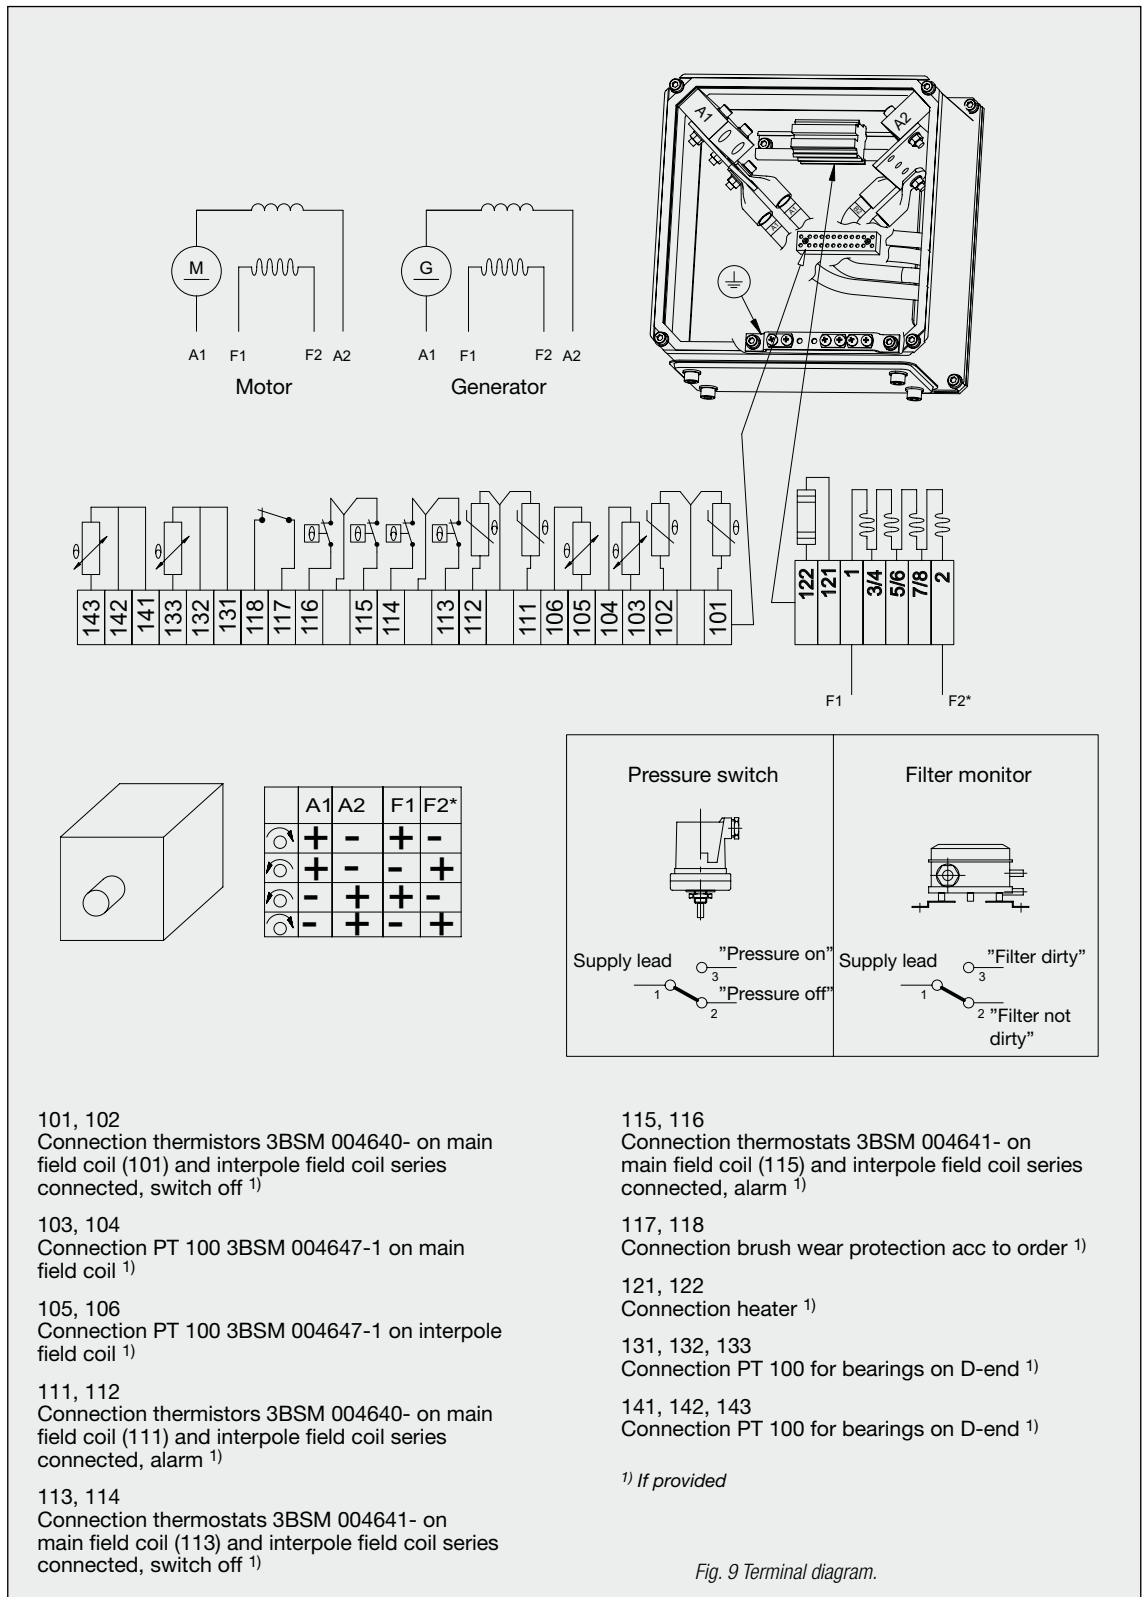 A1
A2
A1
A1
M
G
A1 F1 F2 A2
A1 F1 F2 A2
Motor
Generator
θ θ θ θ θ θ θ θ θ θ
143 142 141 133 132 131 118 117 116 115 114 113 112 111 106 105 104 103 102 101
122 121 1 3/4 5/6 7/8 2
F1 F2*
A1 A2 F1 F2*
+ - + -
+ - - +
- + + -
- + - +
Pressure switch
Supply lead
"Pressure on"
3
1
"Pressure off"
2
Filter monitor
Supply lead
"Filter dirty"
3
1
2 "Filter not
dirty"
101, 102
Connection thermistors 3BSM 004640- on main
field coil (101) and interpole field coil series
connected, switch off 1)
103, 104
Connection PT 100 3BSM 004647-1 on main
field coil 1)
105, 106
Connection PT 100 3BSM 004647-1 on interpole
field coil 1)
111, 112
Connection thermistors 3BSM 004640- on main
field coil (111) and interpole field coil series
connected, alarm 1)
113, 114
Connection thermostats 3BSM 004641- on
main field coil (113) and interpole field coil series
connected, switch off 1)
115, 116
Connection thermostats 3BSM 004641- on
main field coil (115) and interpole field coil series
connected, alarm 1)
117, 118
Connection brush wear protection acc to order 1)
121, 122
Connection heater 1)
131, 132, 133
Connection PT 100 for bearings on D-end 1)
141, 142, 143
Connection PT 100 for bearings on D-end 1)
1) If provided
Fig. 9 Terminal diagram.